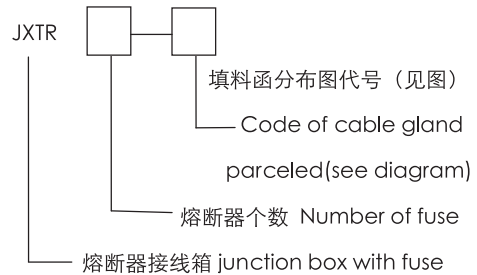 JXTR
填料函分布图代号（见图）
Code of cable gland
parceled(see diagram)
熔断器个数 Number of fuse
熔断器接线箱 junction box with fuse